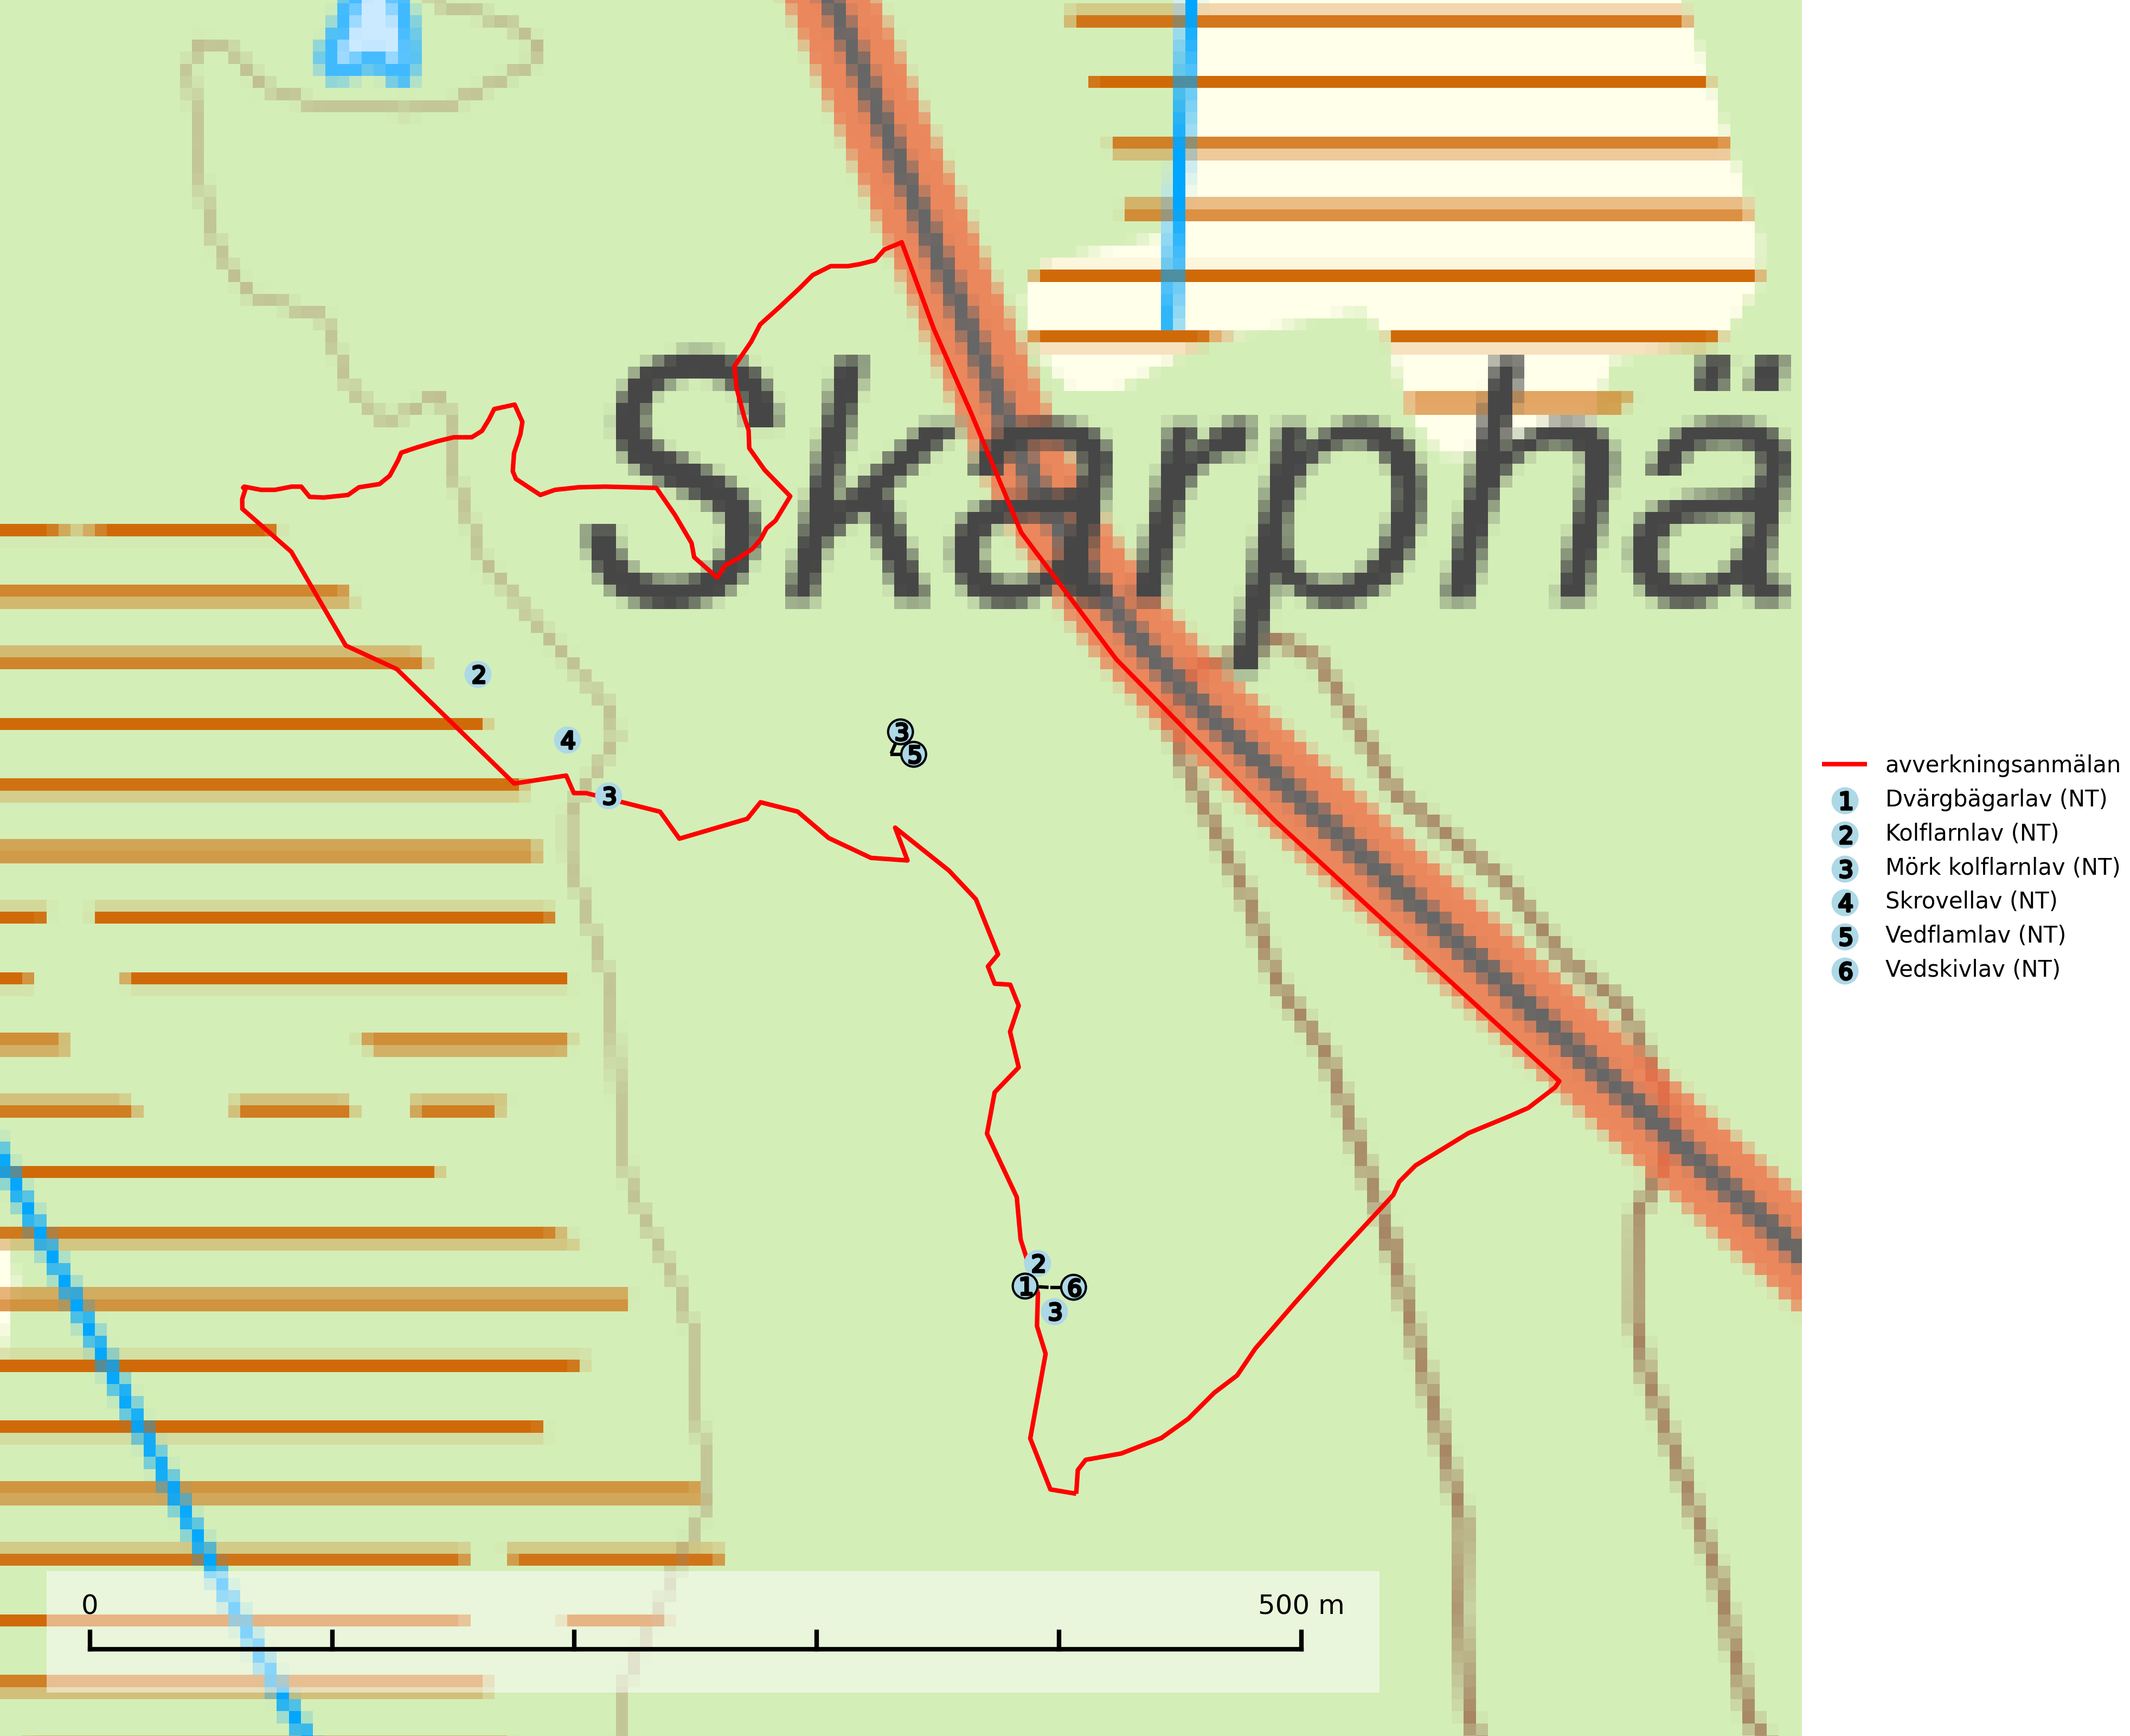 Skarphä
2
4
3
3
5
2
1
6
3
0
500 m
avverkningsanmälan
1 Dvärgbägarlav (NT)
2 Kolflarnlav (NT)
3 Mörk kolflarnlav (NT)
4 Skrovellav (NT)
5 Vedflamlav (NT)
6 Vedskivlav (NT)